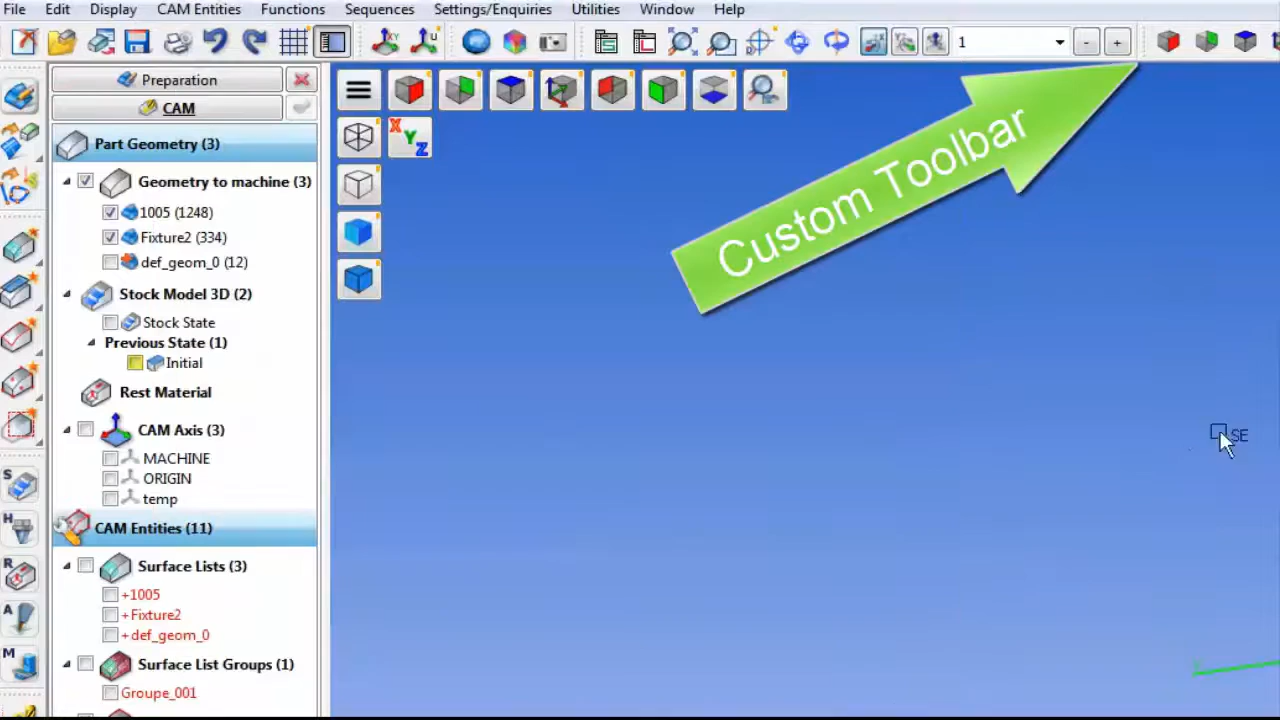 File Edit Display CAM Entities Functions Sequences Settings/Enquiries Utilities Window Help
XY U 1 - +
Preparation
CAM
X Y Z
Custom Toolbar
Part Geometry (3)
Geometry to machine (3)
1005 (1248)
Fixture2 (334)
def_geom_0 (12)
Stock Model 3D (2)
Stock State
Previous State (1)
Initial
Rest Material
CAM Axis (3)
MACHINE
SE
ORIGIN
temp
S
CAM Entities (11)
H
Surface Lists (3)
R
+1005
+Fixture2
A
+def_geom_0
M
Surface List Groups (1)
Groupe_001